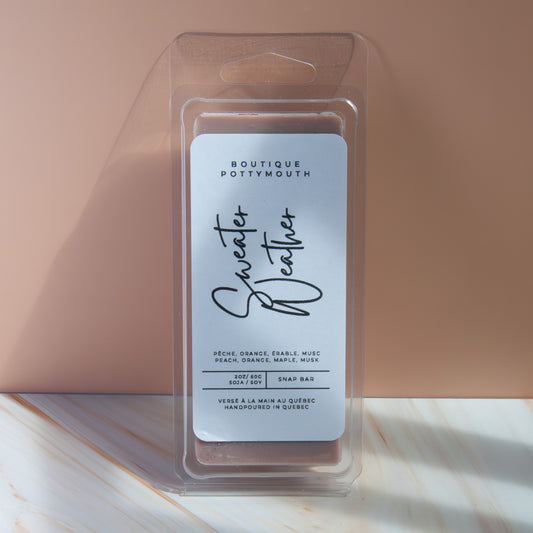 BOUTIQUE
POTTYMOUTH
Sweater
Weather
PÊCHE, ORANGE, ÉRABLE, MUSC
PEACH, ORANGE, MAPLE, MUSK
2OZ/ 60G
SOJA / SOY
SNAP BAR
VERSÉ À LA MAIN AU QUÉBEC
HANDPOURED IN QUEBEC